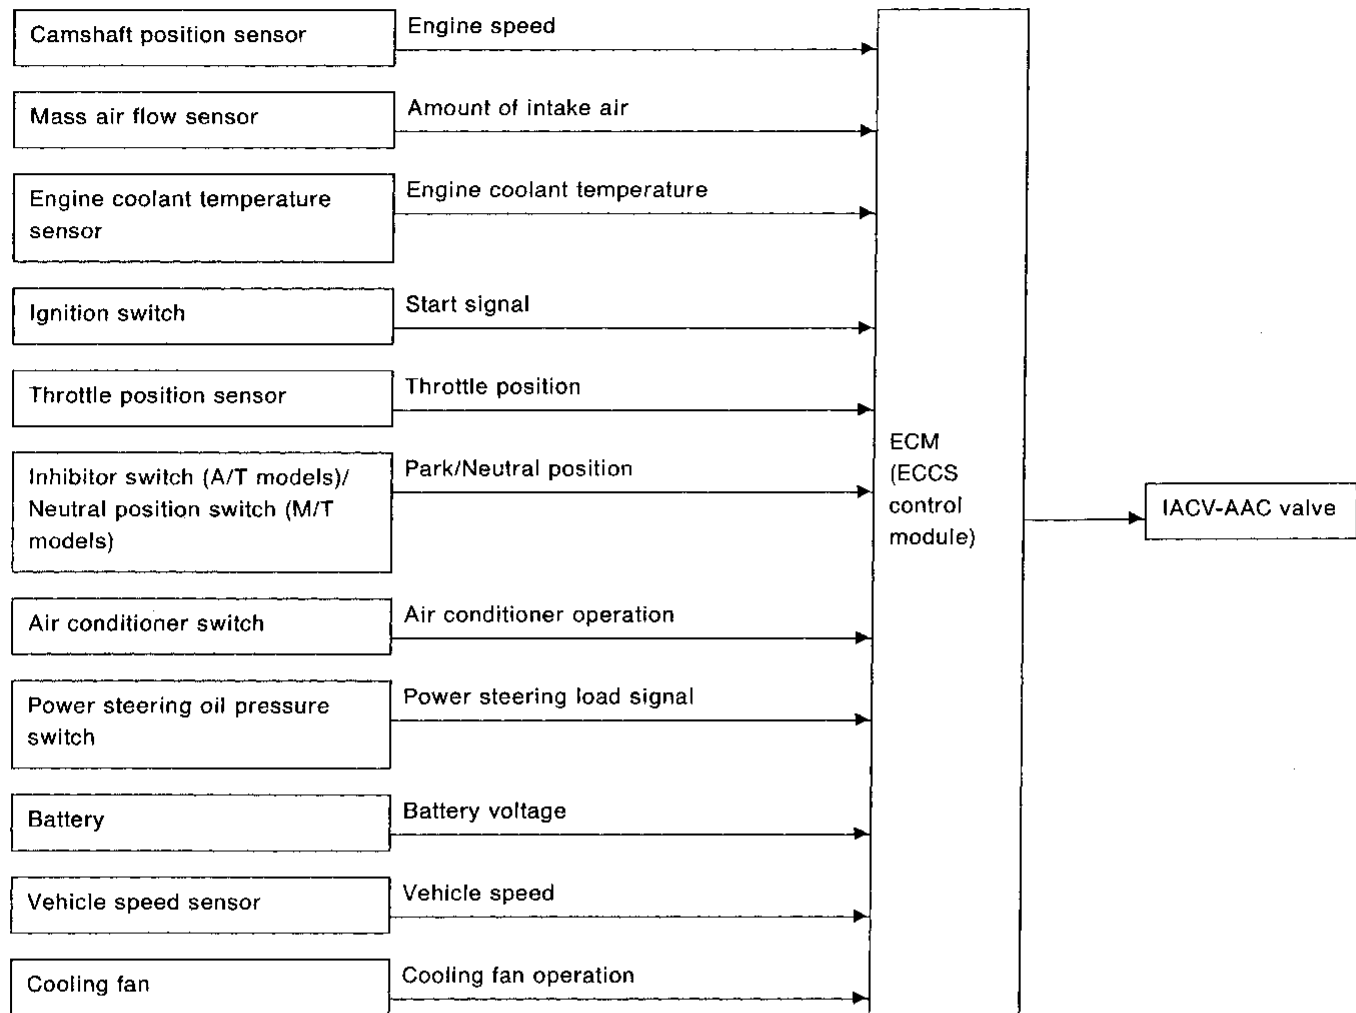 Camshaft position sensor
Engine speed
Mass air flow sensor
Amount of intake air
Engine coolant temperature
sensor
Engine coolant temperature
Ignition switch
Start signal
Throttle position sensor
Throttle position
Inhibitor switch (A/T models)/
Neutral position switch (M/T
models)
Park/Neutral position
Air conditioner switch
Air conditioner operation
Power steering oil pressure
switch
Power steering load signal
Battery
Battery voltage
Vehicle speed sensor
Vehicle speed
Cooling fan
Cooling fan operation
ECM
(ECCS
control
module)
IACV-AAC valve